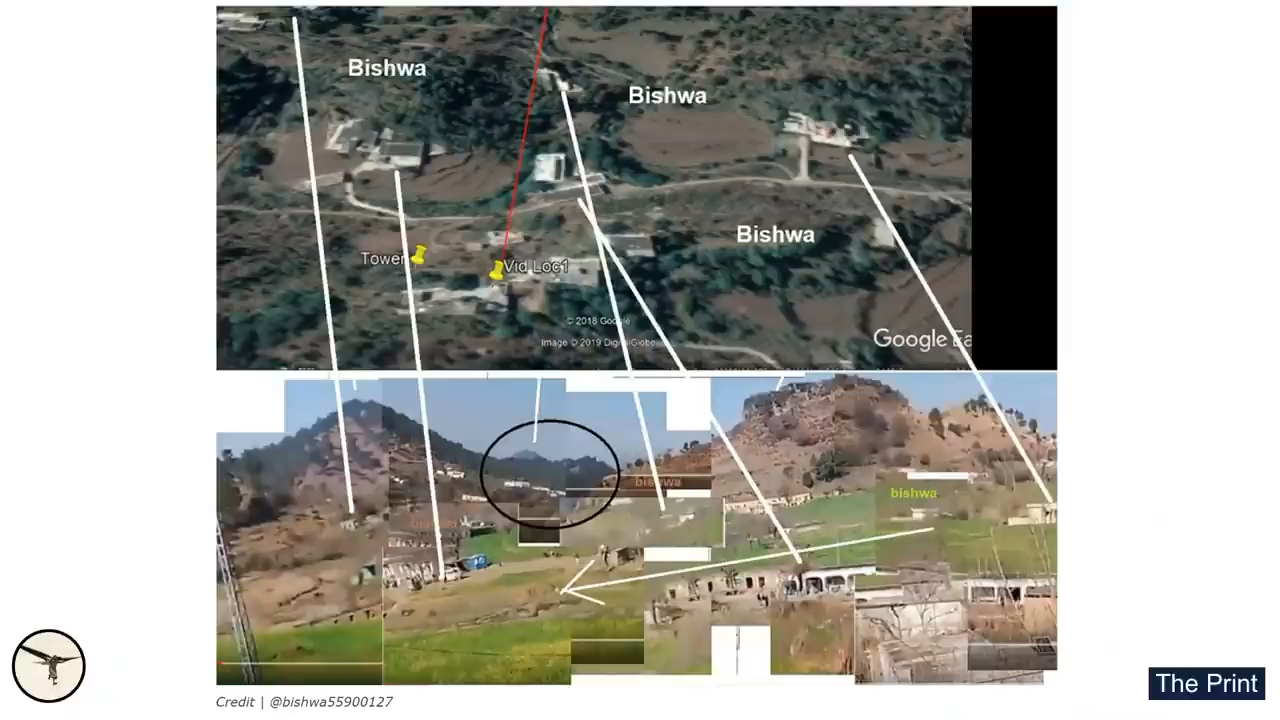 Bishwa
Bishwa
Bishwa
Tower
Vid Loc1
© 2018 Google
Image © 2019 DigitalGlobe
Google Ea
bishwa
bishwa
bishwa
Credit | @bishwa55900127
The Print